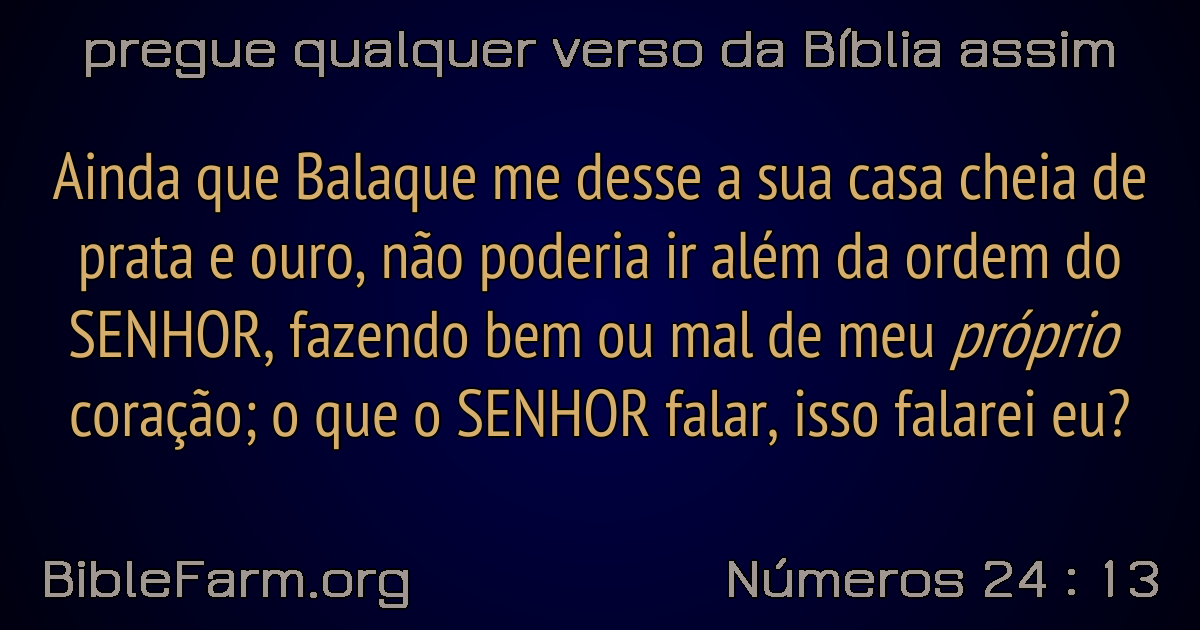 pregue qualquer verso da Bíblia assim
Ainda que Balaque me desse a sua casa cheia de
prata e ouro, não poderia ir além da ordem do
SENHOR, fazendo bem ou mal de meu próprio
coração; o que o SENHOR falar, isso falarei eu?
BibleFarm.org
Números 24 : 13